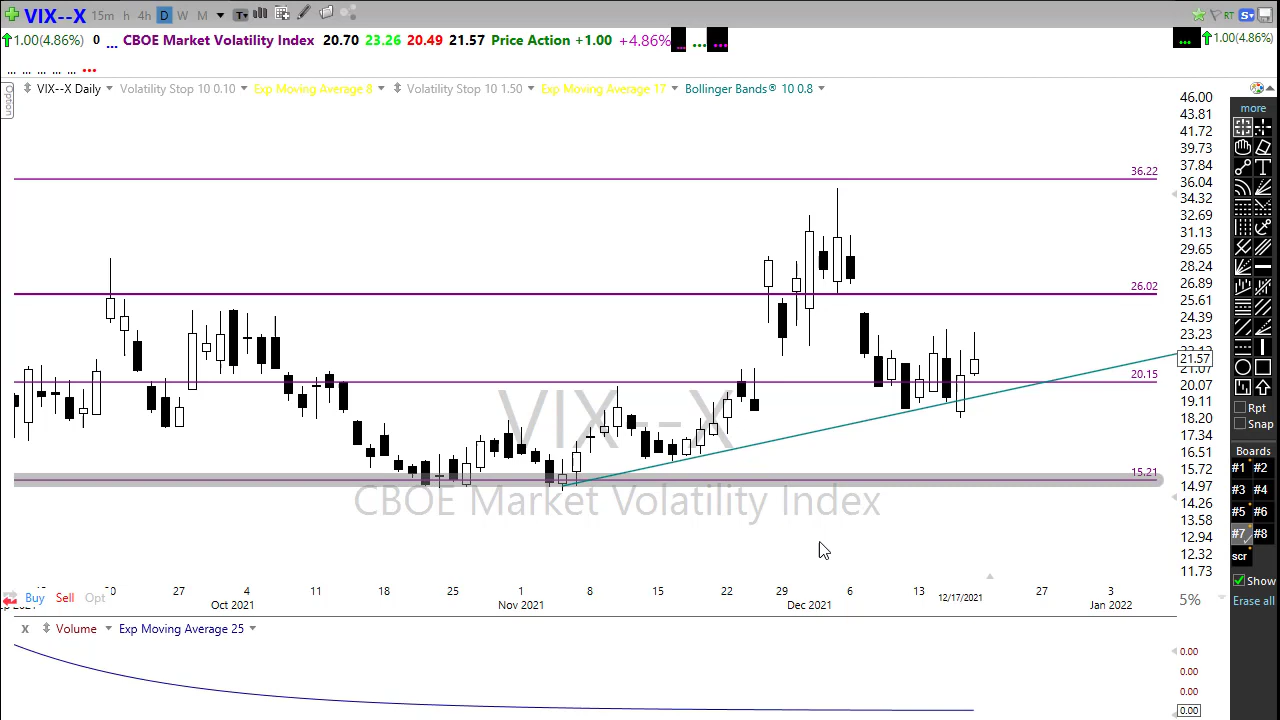 VIX--X 15m h 4h D W M T RT S
1.00(4.86%) 0 ... CBOE Market Volatility Index 20.70 23.26 20.49 21.57 Price Action +1.00 +4.86% ... ... ... ... 1.00(4.86%)
... ... ... ... ... ...
Option
VIX--X Daily Volatility Stop 10 0.10 Exp Moving Average 8 Volatility Stop 10 1.50 Exp Moving Average 17 Bollinger Bands® 10 0.8
46.00
43.81
41.72
39.73
37.84
36.04
34.32
32.69
31.13
29.65
28.24
26.89
25.61
24.39
23.23
21.57
21.07
20.07
19.11
18.20
17.34
16.51
15.72
14.97
14.26
13.58
12.94
12.32
11.73
36.22
26.02
20.15
15.21
VIX--X
CBOE Market Volatility Index
27 4 11 18 25 1 8 15 22 29 6 13 12/17/2021 27 3
Oct 2021 Nov 2021 Dec 2021 Jan 2022
Buy Sell Opt
5%
X Volume Exp Moving Average 25
0.00
0.00
0.00
0.00
more
T
Rpt
Snap
Boards
#1 #2
#3 #4
#5 #6
#7 #8
scr
Show
Erase all